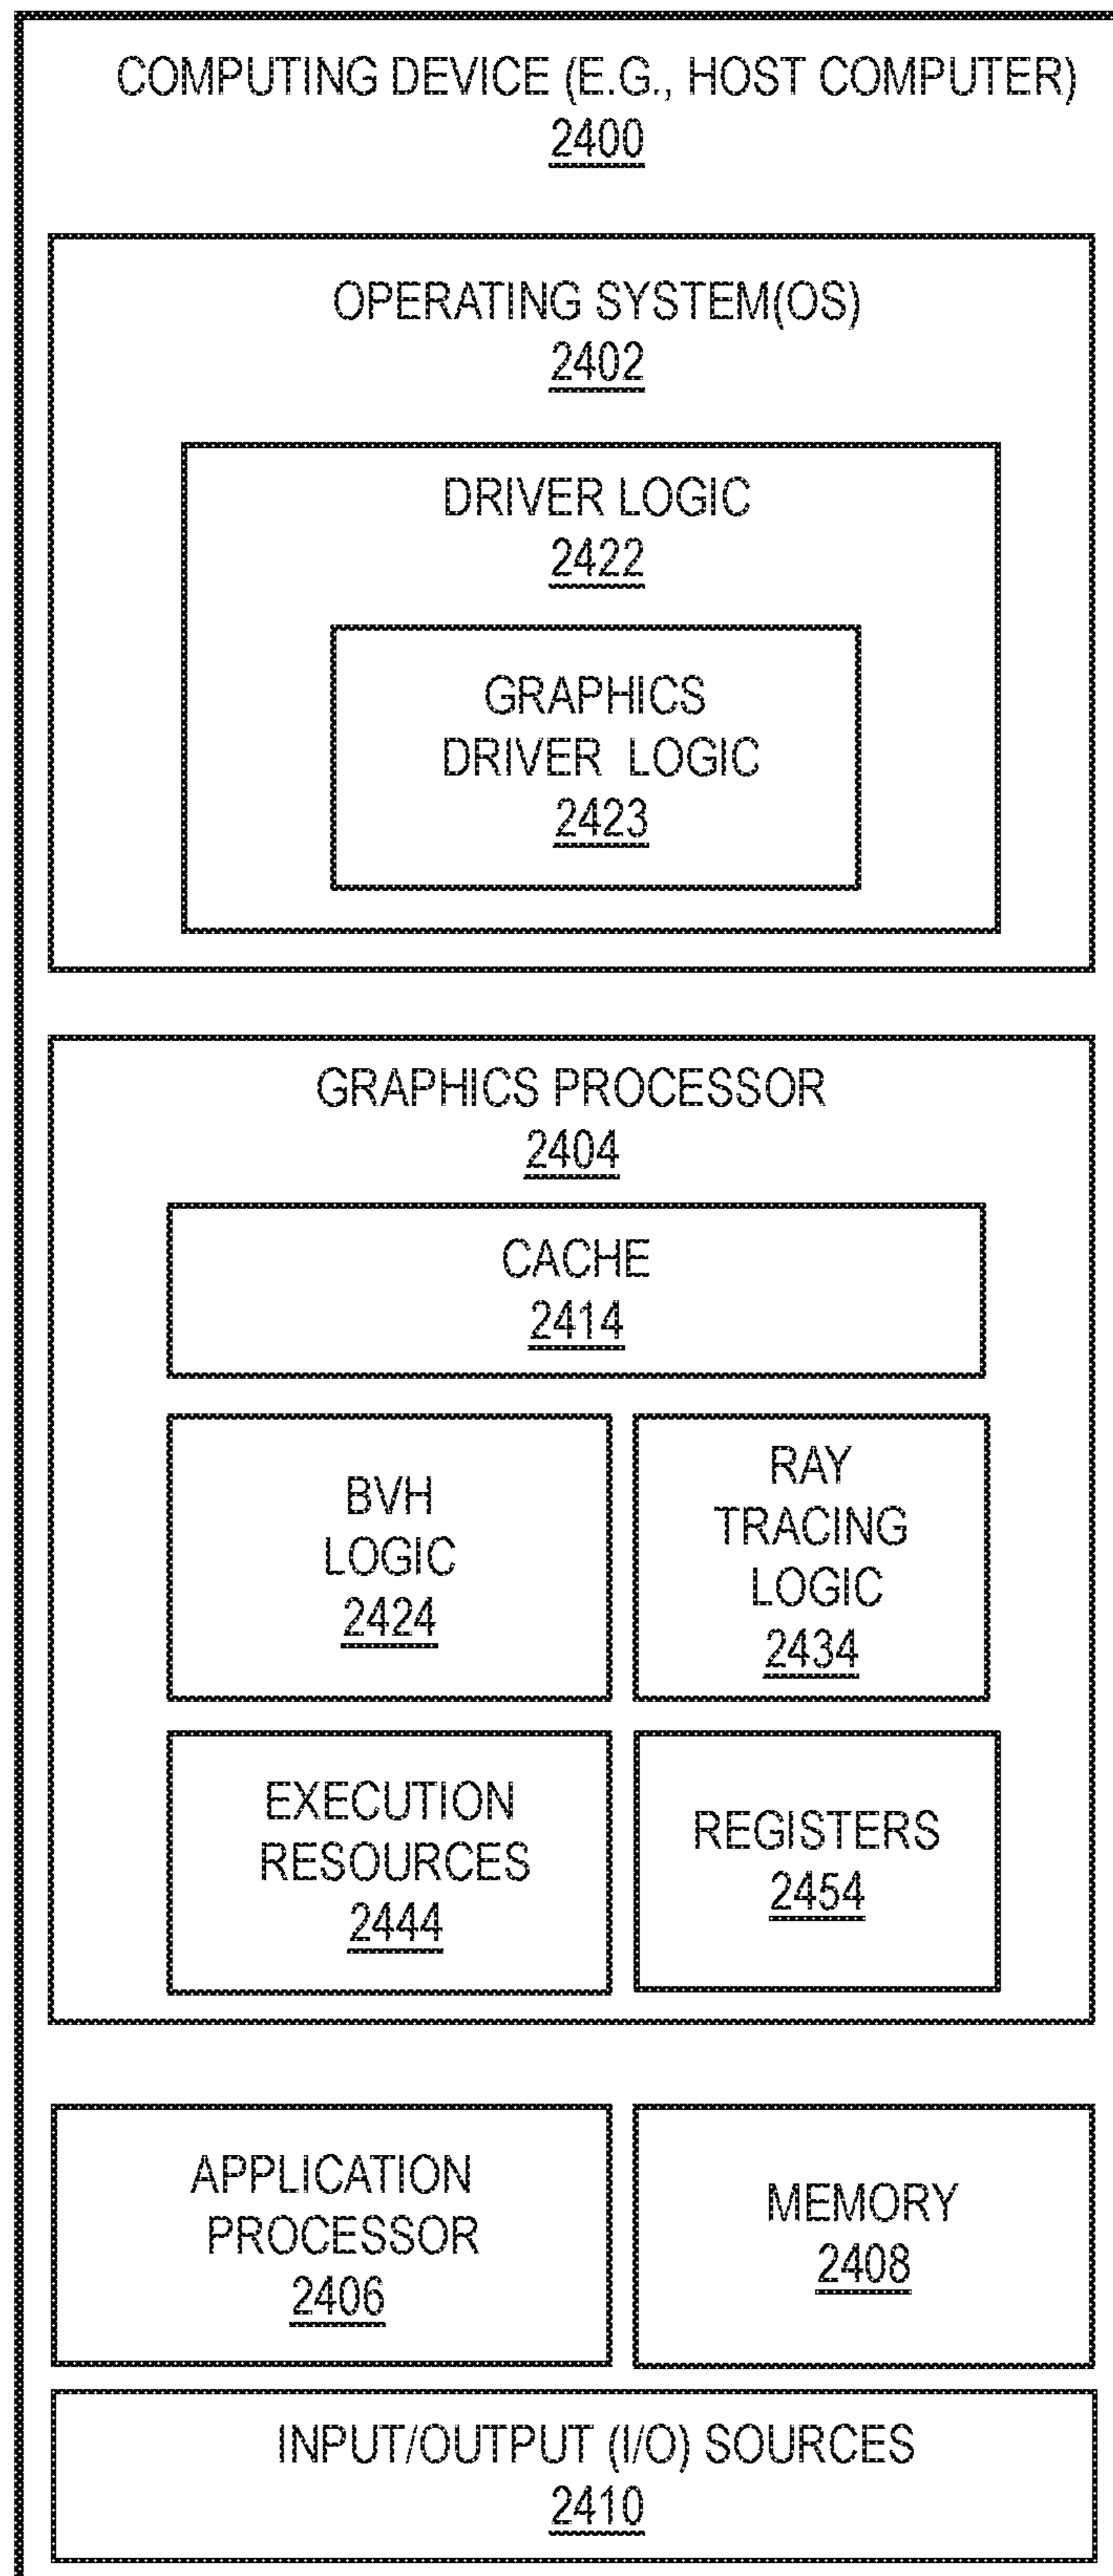 COMPUTING DEVICE (E.G., HOST COMPUTER)
2400
OPERATING SYSTEM(OS)
2402
DRIVER LOGIC
2422
GRAPHICS
DRIVER LOGIC
2423
GRAPHICS PROCESSOR
2404
CACHE
2414
BVH
LOGIC
2424
RAY
TRACING
LOGIC
2434
EXECUTION
RESOURCES
2444
REGISTERS
2454
APPLICATION
PROCESSOR
2406
MEMORY
2408
INPUT/OUTPUT (I/O) SOURCES
2410